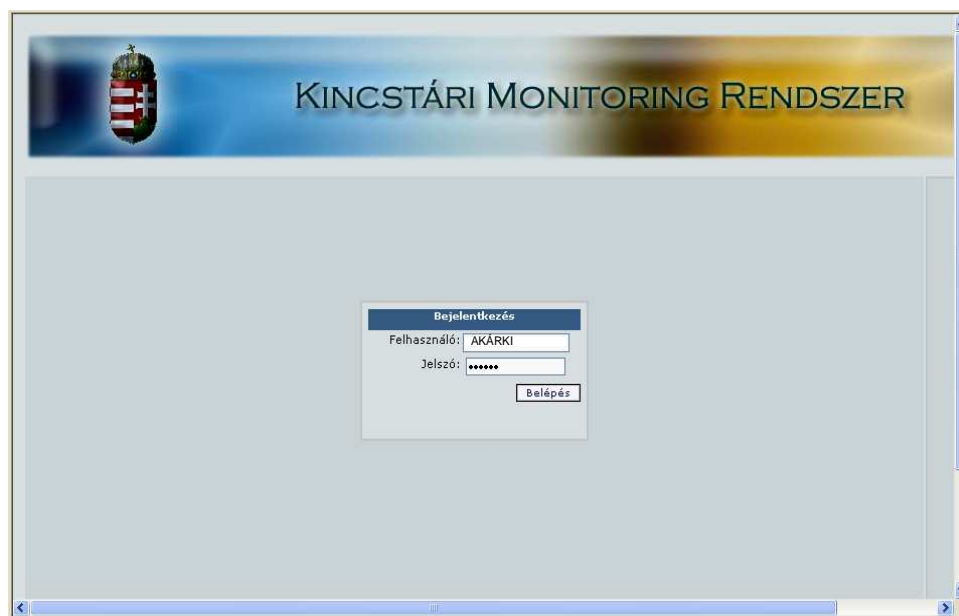 KINCSTÁRI MONITORING RENDSZER
Bejelentkezés
Felhasználó: AKÁRKI
Jelszó: ••••••
Belépés